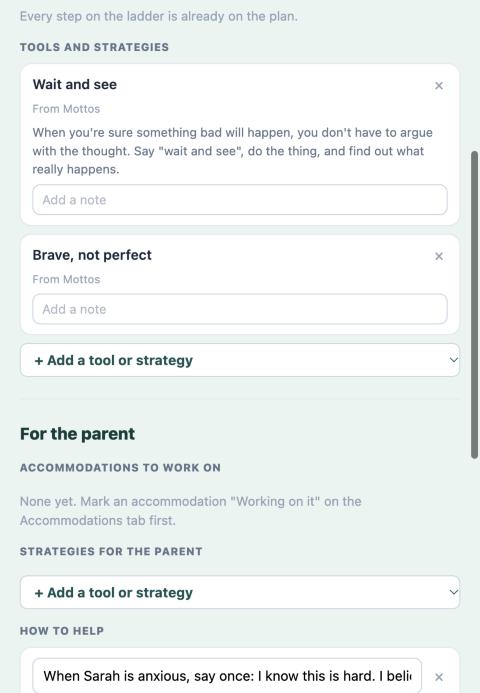 Every step on the ladder is already on the plan.
TOOLS AND STRATEGIES
Wait and see
×
From Mottos
When you're sure something bad will happen, you don't have to argue
with the thought. Say "wait and see", do the thing, and find out what
really happens.
Add a note
Brave, not perfect
×
From Mottos
Add a note
+ Add a tool or strategy
For the parent
ACCOMMODATIONS TO WORK ON
None yet. Mark an accommodation "Working on it" on the
Accommodations tab first.
STRATEGIES FOR THE PARENT
+ Add a tool or strategy
HOW TO HELP
When Sarah is anxious, say once: I know this is hard. I
×